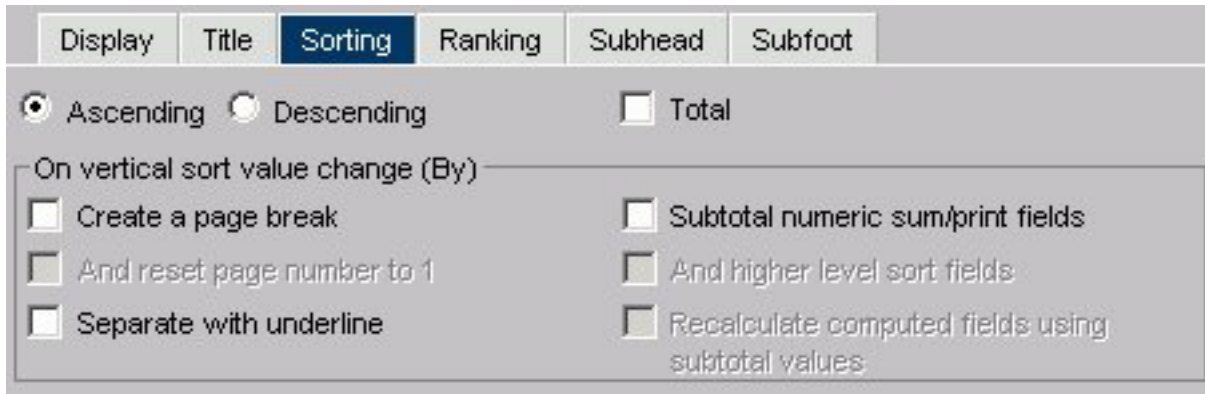 Display Title Sorting Ranking Subhead Subfoot
Ascending Descending Total
On vertical sort value change (By)
Create a page break Subtotal numeric sum/print fields
And reset page number to 1 And higher level sort fields
Separate with underline Recalculate computed fields using
subtotal values